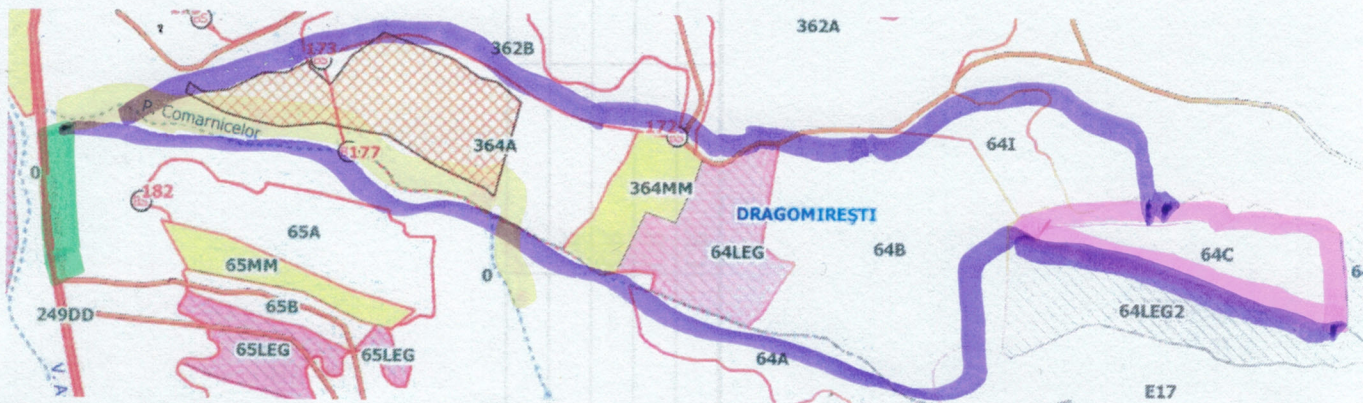 362A
173
362B
P. Comarnicelor
172
364A
64I
0
177
182
364MM
DRAGOMIREȘTI
65A
64LEG
64B
64C
65MM
0
65B
249DD
64LEG2
65LEG
65LEG
64A
V.A
E17